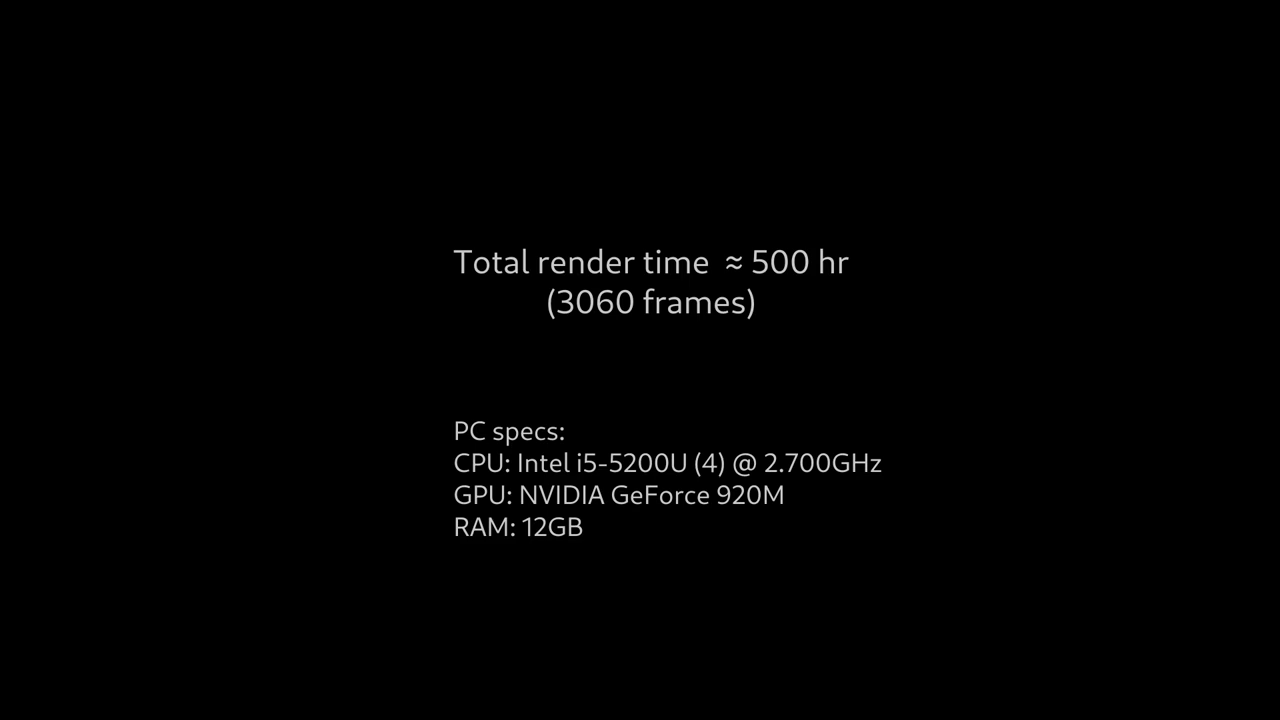 Total render time ≈ 500 hr
(3060 frames)
PC specs:
CPU: Intel i5-5200U (4) @ 2.700GHz
GPU: NVIDIA GeForce 920M
RAM: 12GB